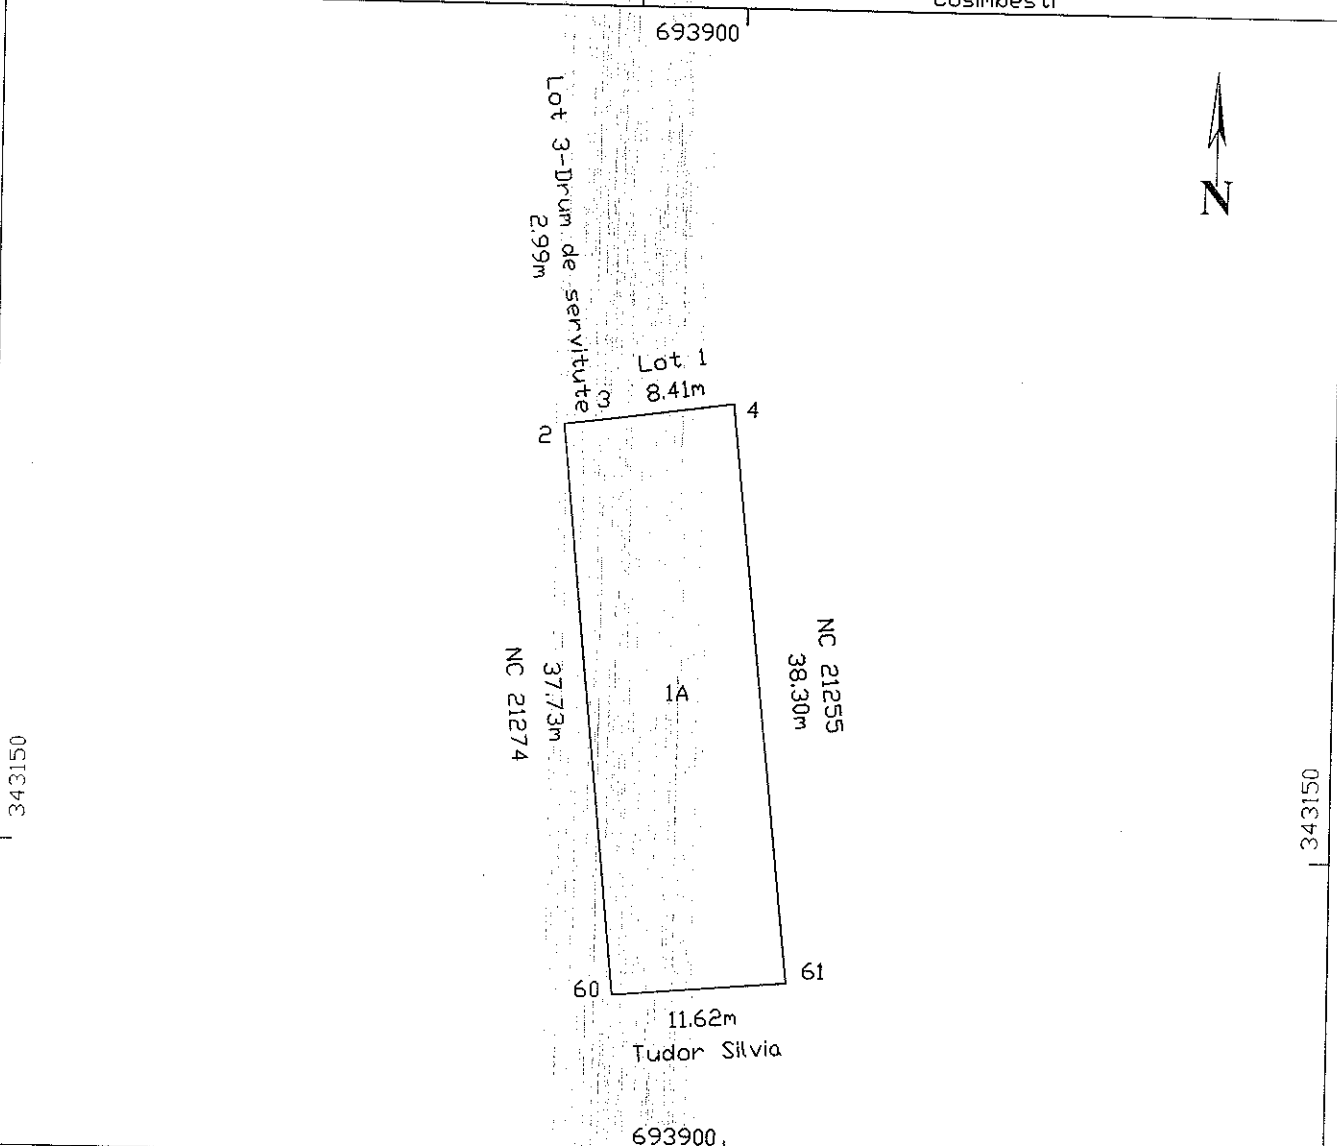 693900
N
Lot 3-Drum de servitute
2.99m
Lot 1
8.41m
3
4
2
NC 21255
38.30m
1A
37.73m
NC 21274
343150
343150
60
61
11.62m
Tudor Silvia
693900